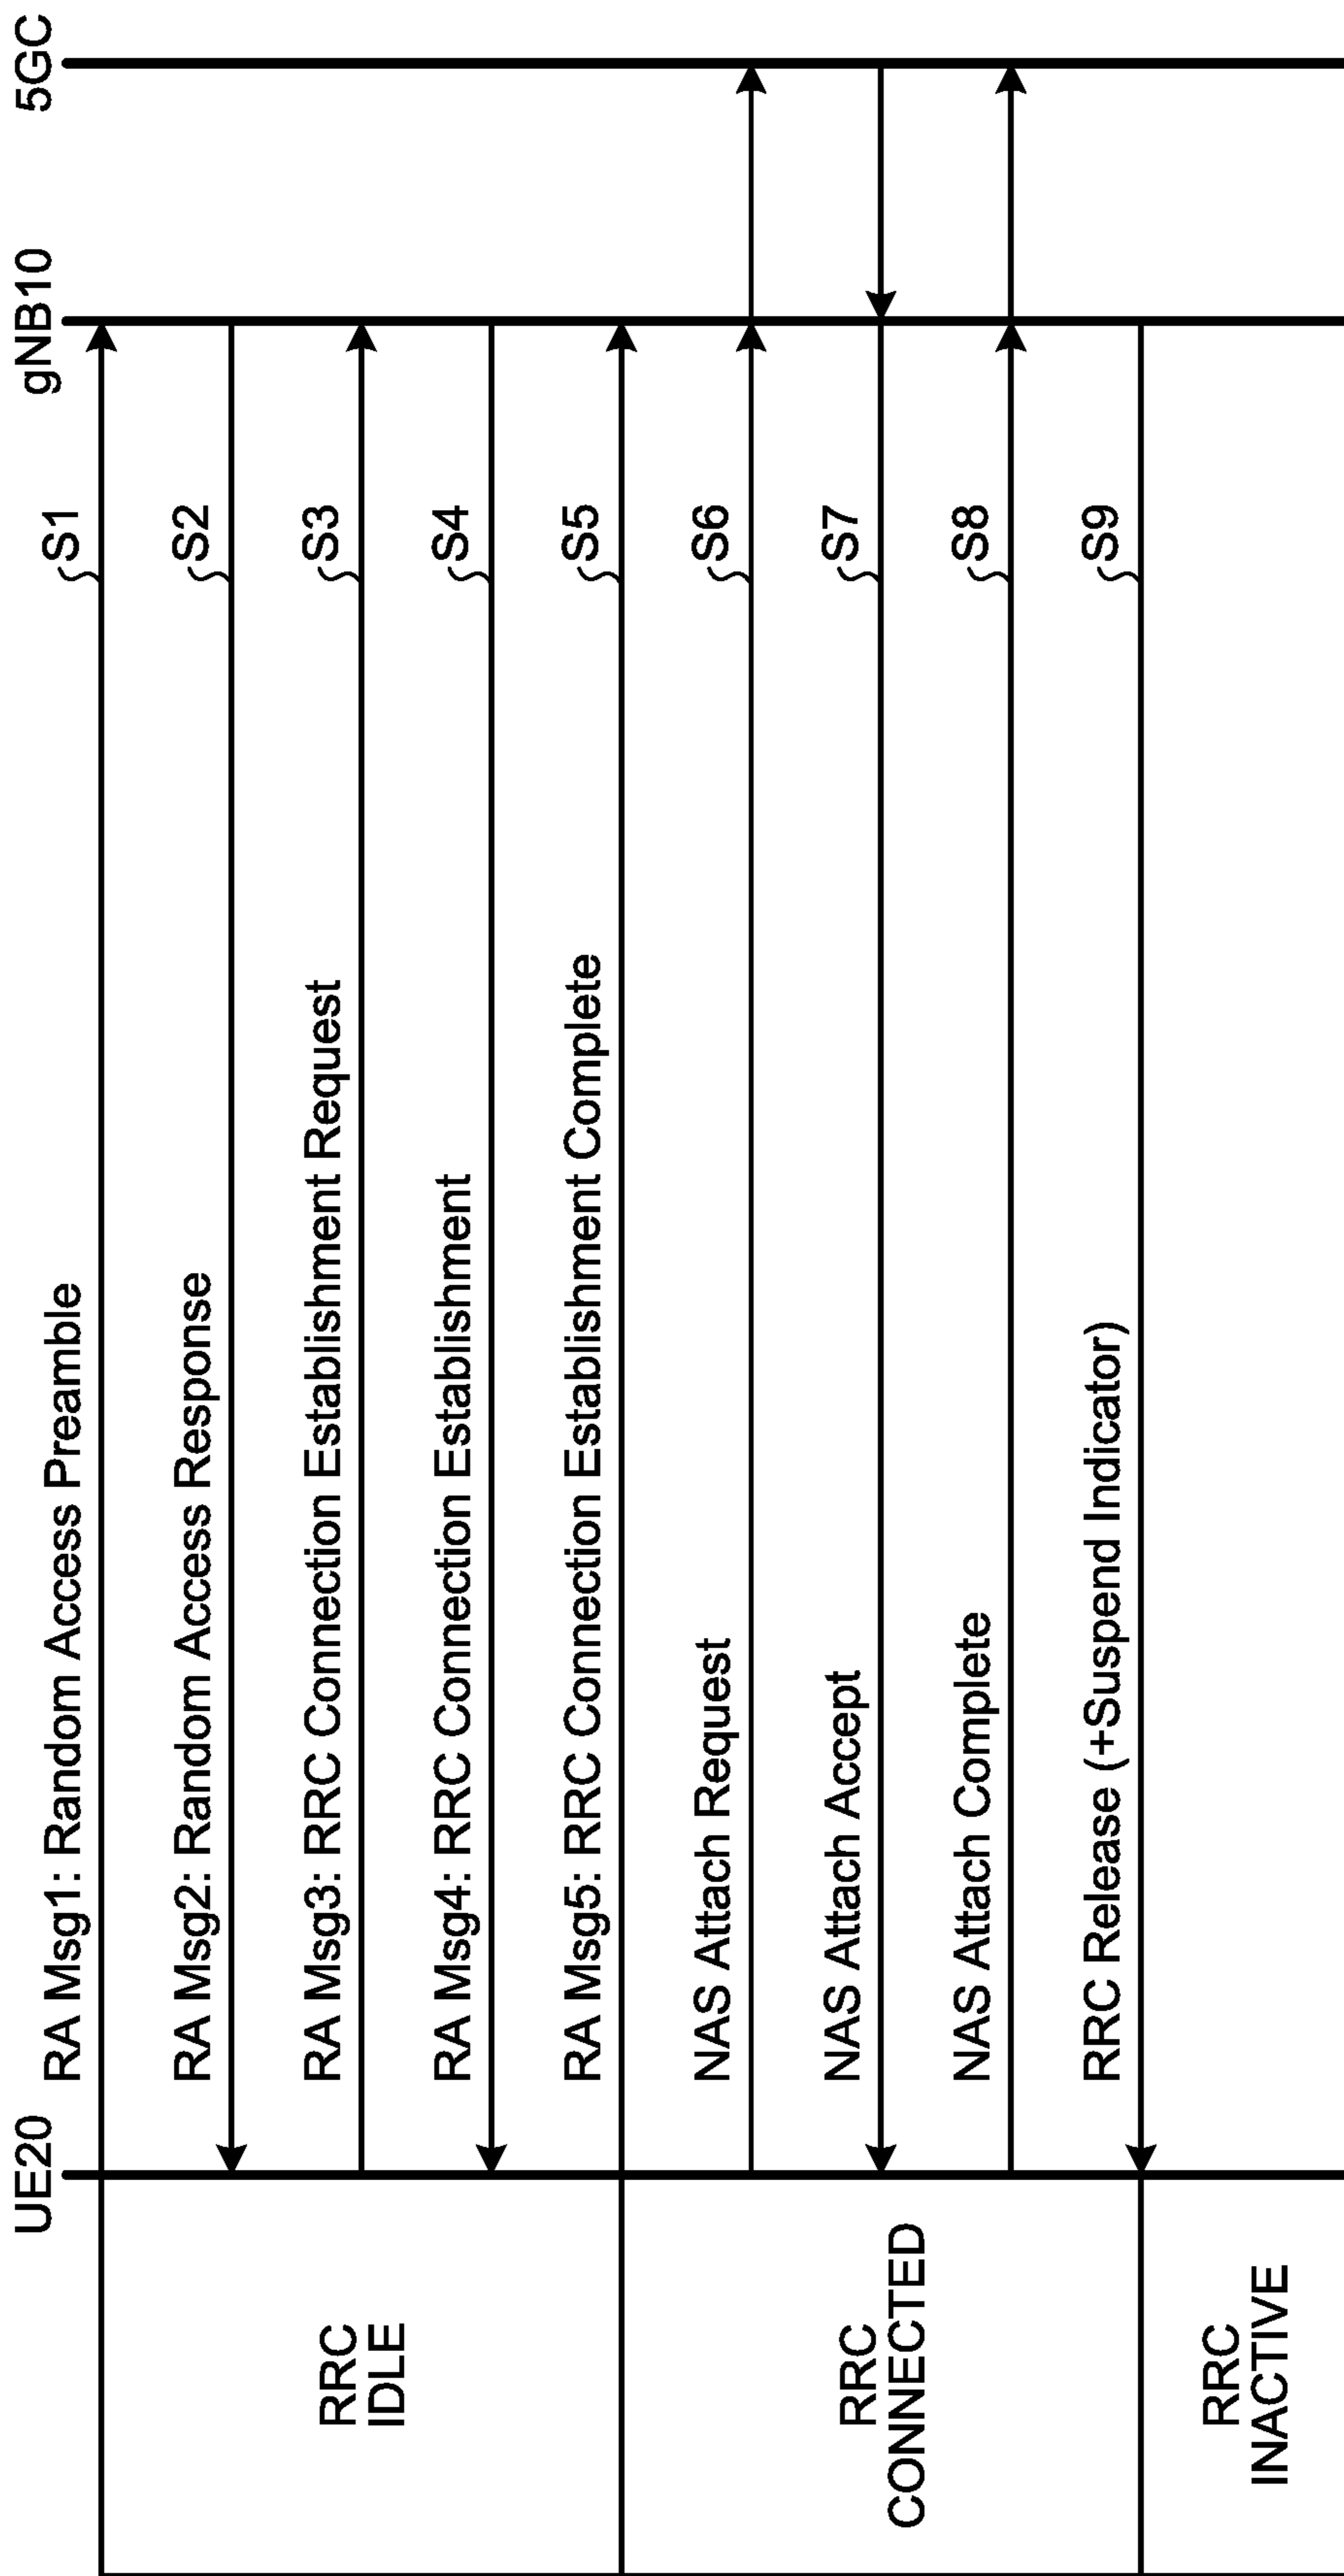 UE20
gNB10
5GC
RA Msg1: Random Access Preamble
S1
RA Msg2: Random Access Response
S2
RA Msg3: RRC Connection Establishment Request
S3
RRC
IDLE
RA Msg4: RRC Connection Establishment
S4
RA Msg5: RRC Connection Establishment Complete
S5
NAS Attach Request
S6
NAS Attach Accept
S7
RRC
CONNECTED
NAS Attach Complete
S8
RRC Release (+Suspend Indicator)
S9
RRC
INACTIVE